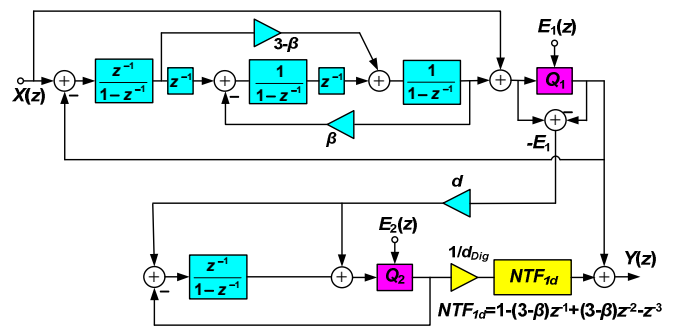 3-β
E₁(z)
X(z)
z⁻¹
1– z⁻¹
z⁻¹
1
1– z⁻¹
z⁻¹
1
1– z⁻¹
Q₁
β
-E₁
d
E₂(z)
z⁻¹
1– z⁻¹
Q₂
1/d_Dig
NTF₁d
Y(z)
NTF₁d=1-(3-β)z⁻¹+(3-β)z⁻²-z⁻³